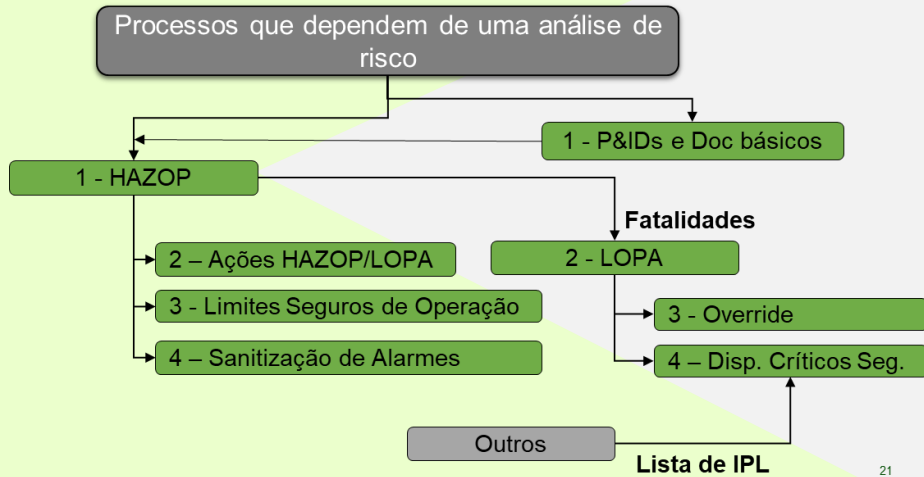 Processos que dependem de uma análise de
risco
1 - P&IDs e Doc básicos
1 - HAZOP
Fatalidades
2 – Ações HAZOP/LOPA
2 - LOPA
3 - Limites Seguros de Operação
3 - Override
4 – Sanitização de Alarmes
4 – Disp. Críticos Seg.
Outros
Lista de IPL
21